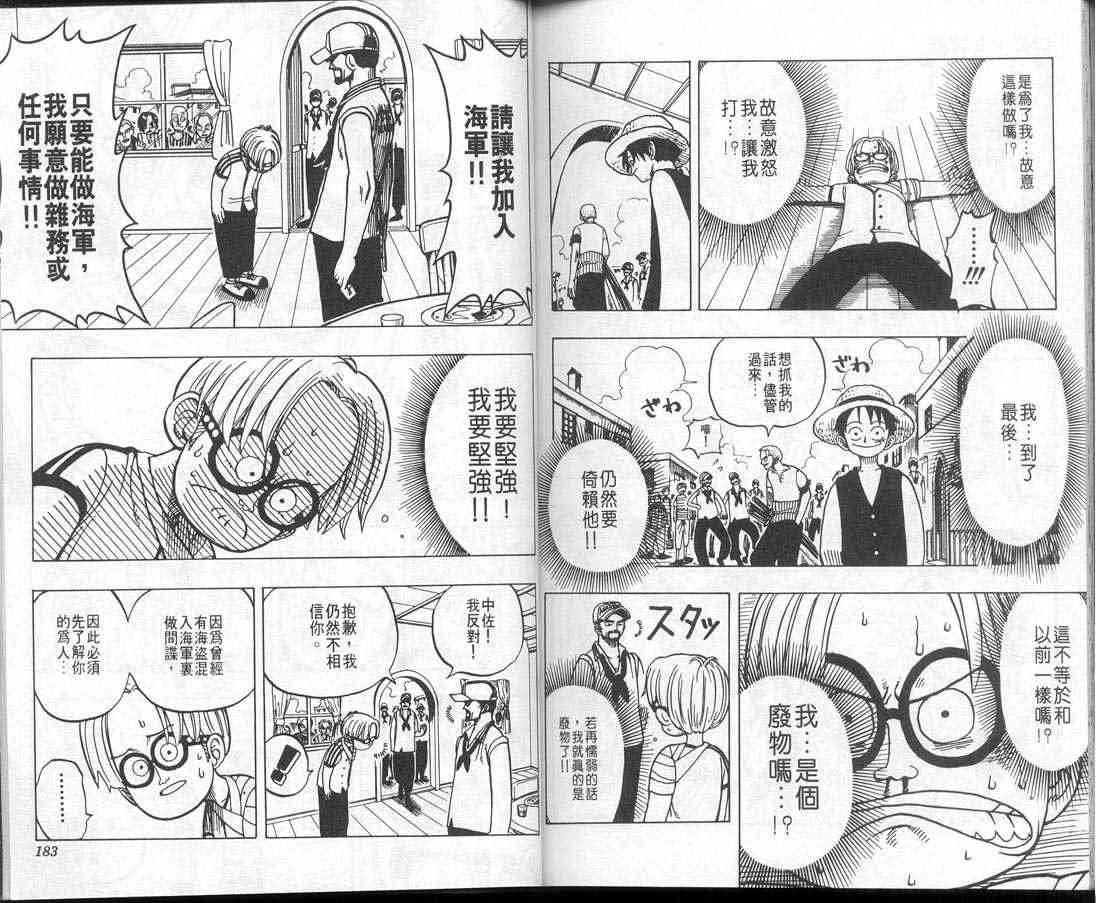 是為了我…故意
這樣做嗎!?
故意激怒
我…讓我
打…!?
……!!!
我…到了
最後…
ざわ
想抓我的
話，儘管
過來…
ざわ
嘩！
仍然要
倚賴他!!
這不等於和
以前一樣嗎!?
我…是個
廢物嗎…!?
スタッ
若再懦弱的話
，我就真的是
廢物了!!!
請讓我加入
海軍!!
只要能做海軍，
我願意做雜務或
任何事情!!
我要堅強！
我要堅強!!
中佐！
我反對！
抱歉，我
仍然不相
信你。
！
因為曾經
有海盜混
入海軍裏
做間諜，
因此必須
先了解你
的為人…
………
183